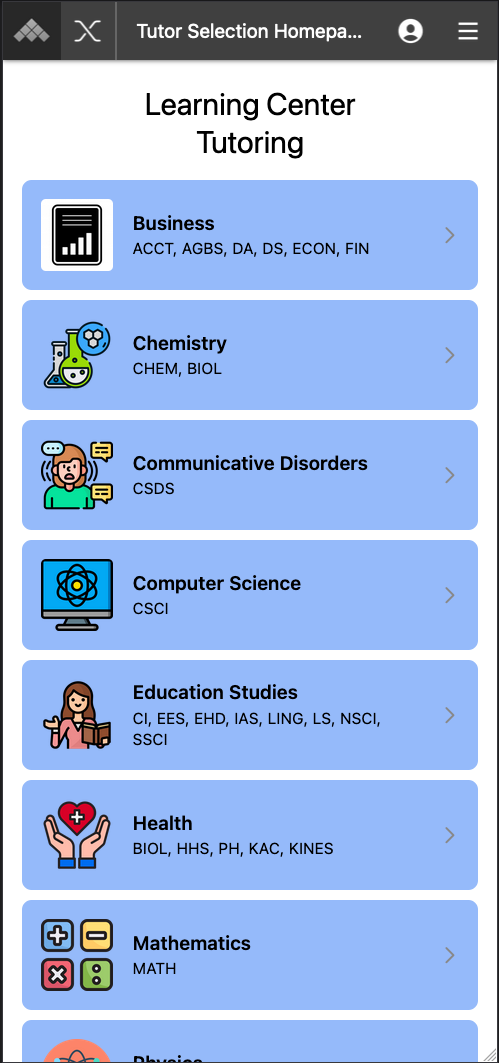 Tutor Selection Homepa...
Learning Center
Tutoring
Business
ACCT, AGBS, DA, DS, ECON, FIN
Chemistry
CHEM, BIOL
Communicative Disorders
CSDS
Computer Science
CSCI
Education Studies
CI, EES, EHD, IAS, LING, LS, NSCI,
SSCI
Health
BIOL, HHS, PH, KAC, KINES
Mathematics
MATH
Physics